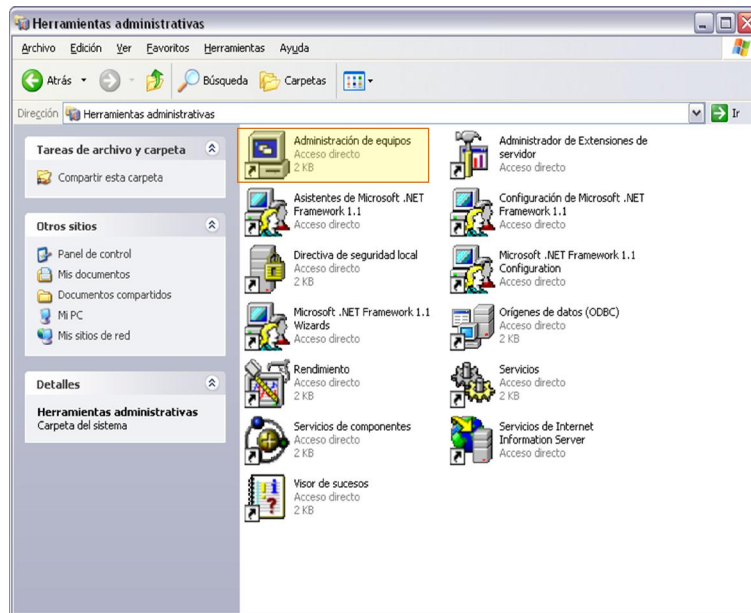 Herramientas administrativas
Archivo Edición Ver Favoritos Herramientas Ayuda
Atrás Búsqueda Carpetas
Dirección Herramientas administrativas Ir
Tareas de archivo y carpeta
Compartir esta carpeta
Otros sitios
Panel de control
Mis documentos
Documentos compartidos
Mi PC
Mis sitios de red
Detalles
Herramientas administrativas
Carpeta del sistema
Administración de equipos
Acceso directo
2 KB
Administrador de Extensiones de
servidor
Acceso directo
Asistentes de Microsoft .NET
Framework 1.1
Acceso directo
Configuración de Microsoft .NET
Framework 1.1
Acceso directo
Directiva de seguridad local
Acceso directo
2 KB
Microsoft .NET Framework 1.1
Configuration
Acceso directo
Microsoft .NET Framework 1.1
Wizards
Acceso directo
Orígenes de datos (ODBC)
Acceso directo
2 KB
Rendimiento
Acceso directo
2 KB
Servicios
Acceso directo
2 KB
Servicios de componentes
Acceso directo
2 KB
Servicios de Internet
Information Server
Acceso directo
Visor de sucesos
Acceso directo
2 KB